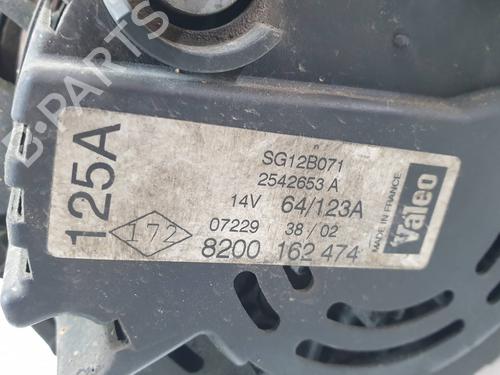 125A
SG12B071
2542653 A
14V 64/123A
172
07229 38/02
8200 162 474
Valeo
MADE IN FRANCE
B-PARTS